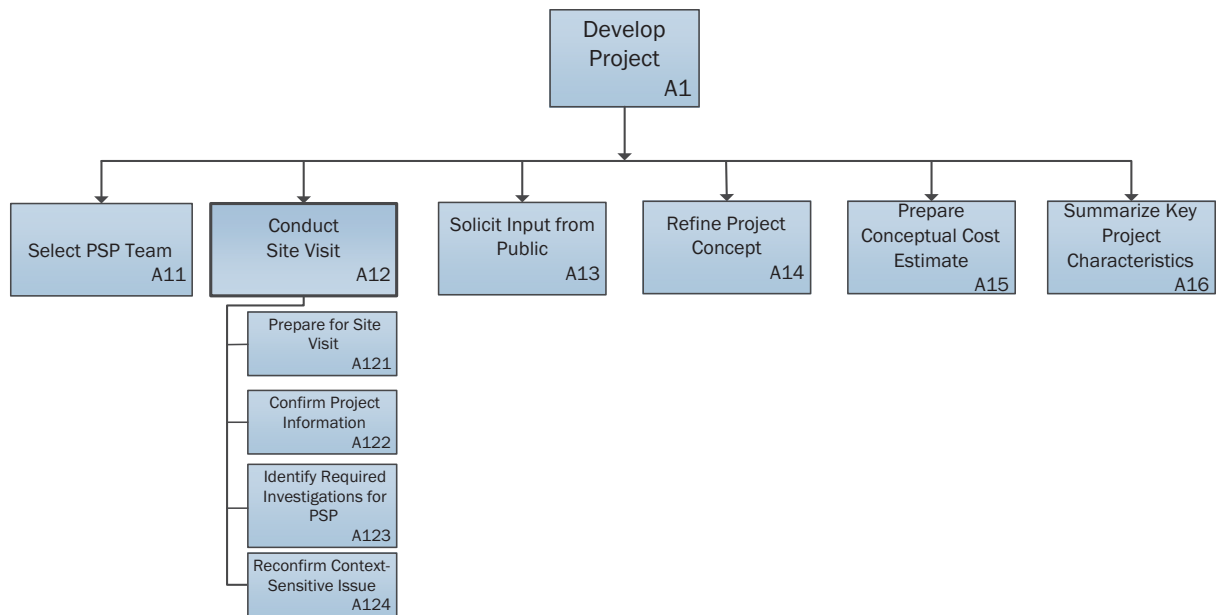 Develop
Project
A1
Select PSP Team
A11
Conduct
Site Visit
A12
Solicit Input from
Public
A13
Refine Project
Concept
A14
Prepare
Conceptual Cost
Estimate
A15
Summarize Key
Project
Characteristics
A16
Prepare for Site
Visit
A121
Confirm Project
Information
A122
Identify Required
Investigations for
PSP
A123
Reconfirm Context-
Sensitive Issue
A124